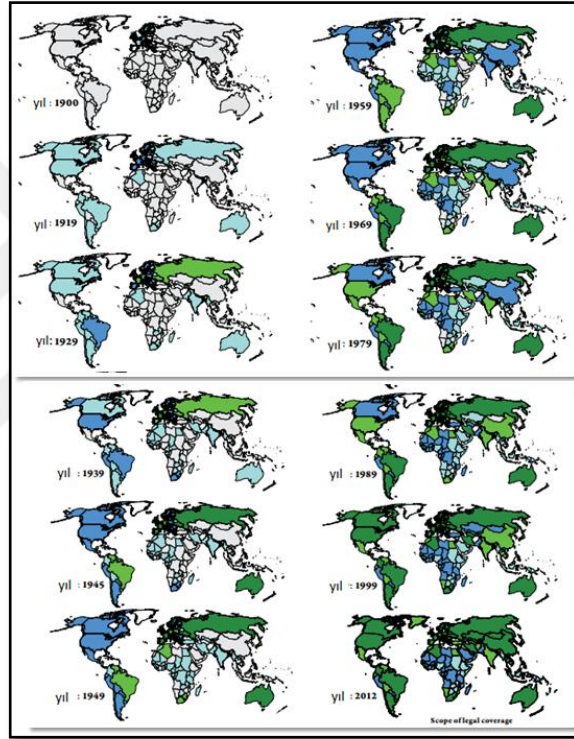 yıl : 1900
yıl : 1919
yıl: 1929
yıl : 1959
yıl : 1969
yıl : 1979
yıl : 1939
yıl : 1945
yıl : 1949
yıl : 1989
yıl : 1999
yıl : 2012
Scope of legal coverage